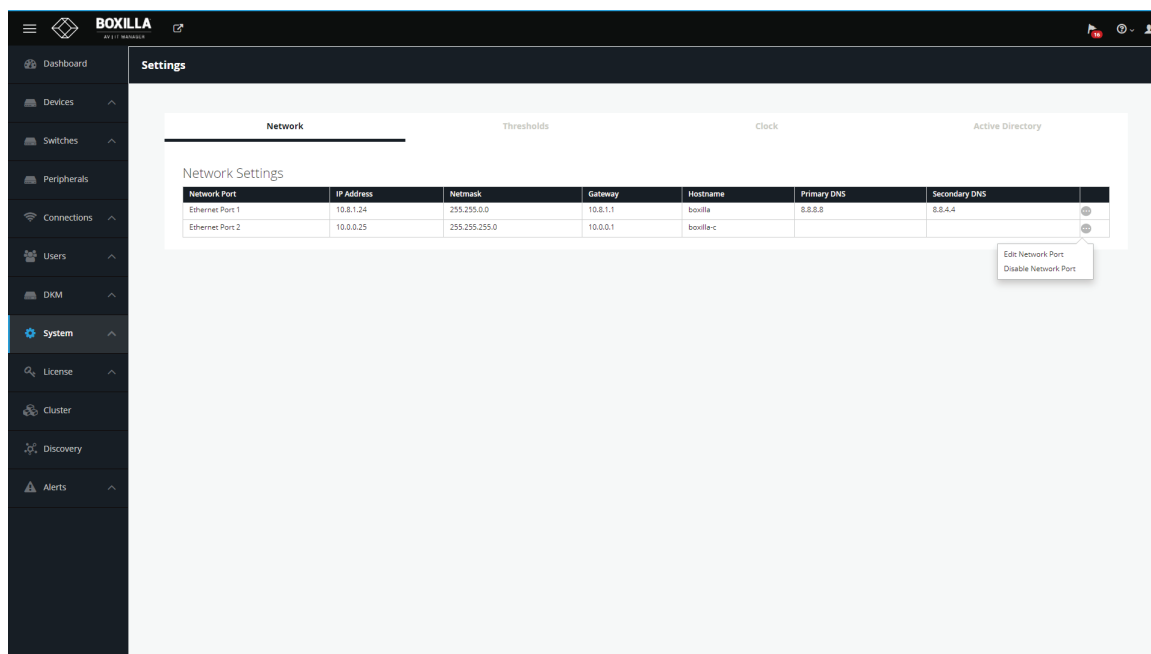 BOXILLA
AV | IT MANAGER
16
Dashboard
Settings
Devices
Switches
Peripherals
Connections
Users
DKM
System
License
Cluster
Discovery
Alerts
Network Thresholds Clock Active Directory
Network Settings
Network Port IP Address Netmask Gateway Hostname Primary DNS Secondary DNS
Ethernet Port 1 10.8.1.24 255.255.0.0 10.8.1.1 boxilla 8.8.8.8 8.8.4.4
Ethernet Port 2 10.0.0.25 255.255.255.0 10.0.0.1 boxilla-c
Edit Network Port
Disable Network Port